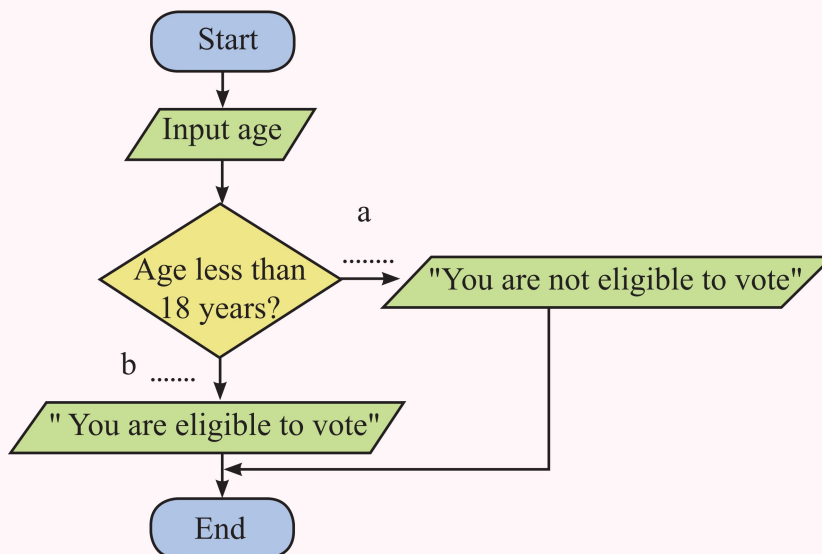 Start
Input age
a
........
Age less than
18 years?
"You are not eligible to vote"
b .......
" You are eligible to vote"
End